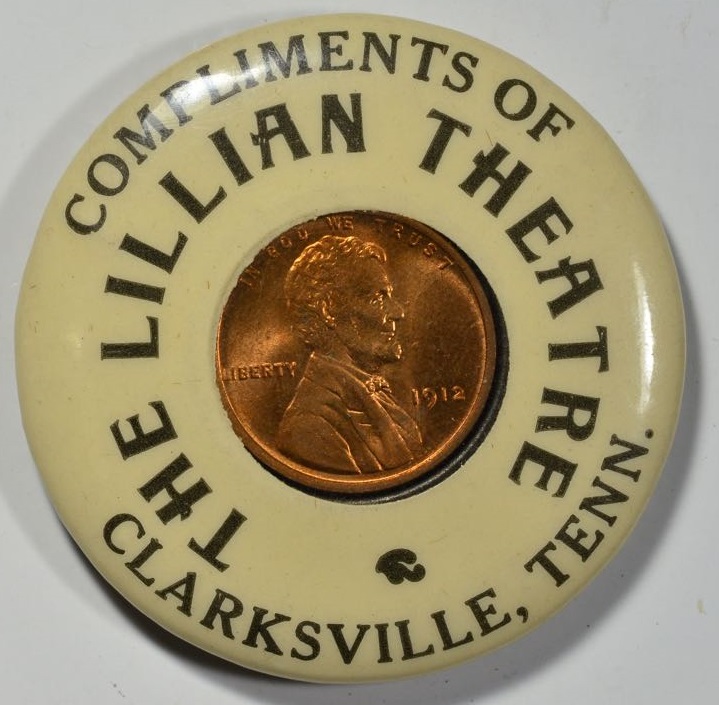 COMPLIMENTS OF
THE LILLIAN THEATRE
CLARKSVILLE, TENN.
IN GOD WE TRUST
LIBERTY
1912